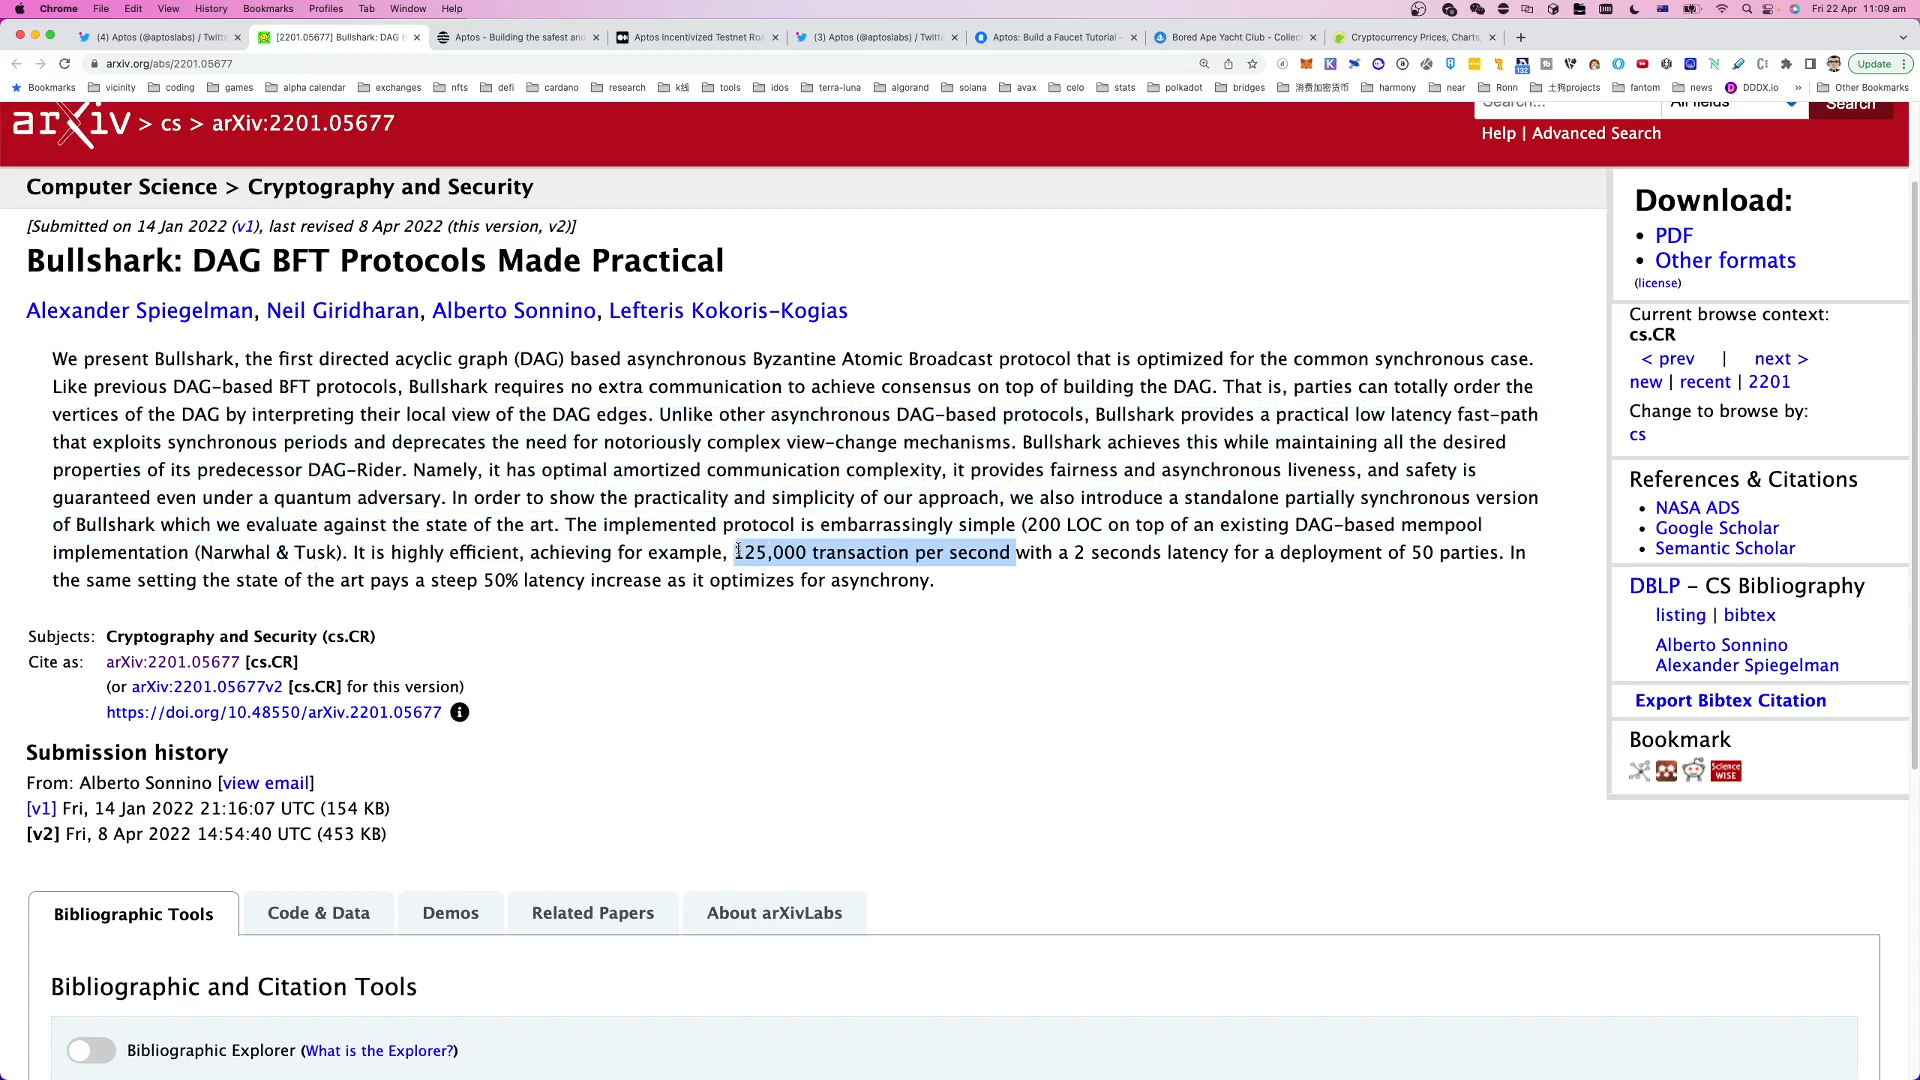 Chrome File Edit View History Bookmarks Profiles Tab Window Help Fri 22 Apr 11:09 am
(4) Aptos (@aptoslabs) / Twitte
[2201.05677] Bullshark: DAG B
Aptos - Building the safest and
Aptos Incentivized Testnet Roa
(3) Aptos (@aptoslabs) / Twitte
Aptos: Build a Faucet Tutorial -
Bored Ape Yacht Club - Collect
Cryptocurrency Prices, Charts,
arxiv.org/abs/2201.05677
Update
Bookmarks vicinity coding games alpha calendar exchanges nfts defi cardano research k线 tools idos terra-luna algorand solana avax celo stats polkadot bridges 消费加密货币 harmony near Ronn 土狗projects fantom news DDDX.io » Other Bookmarks
arXiv > cs > arXiv:2201.05677
Search...
All fields
Search
Help | Advanced Search
Computer Science > Cryptography and Security
[Submitted on 14 Jan 2022 (v1), last revised 8 Apr 2022 (this version, v2)]
Bullshark: DAG BFT Protocols Made Practical
Alexander Spiegelman, Neil Giridharan, Alberto Sonnino, Lefteris Kokoris-Kogias
We present Bullshark, the first directed acyclic graph (DAG) based asynchronous Byzantine Atomic Broadcast protocol that is optimized for the common synchronous case.
Like previous DAG-based BFT protocols, Bullshark requires no extra communication to achieve consensus on top of building the DAG. That is, parties can totally order the
vertices of the DAG by interpreting their local view of the DAG edges. Unlike other asynchronous DAG-based protocols, Bullshark provides a practical low latency fast-path
that exploits synchronous periods and deprecates the need for notoriously complex view-change mechanisms. Bullshark achieves this while maintaining all the desired
properties of its predecessor DAG-Rider. Namely, it has optimal amortized communication complexity, it provides fairness and asynchronous liveness, and safety is
guaranteed even under a quantum adversary. In order to show the practicality and simplicity of our approach, we also introduce a standalone partially synchronous version
of Bullshark which we evaluate against the state of the art. The implemented protocol is embarrassingly simple (200 LOC on top of an existing DAG-based mempool
implementation (Narwhal & Tusk). It is highly efficient, achieving for example, 125,000 transaction per second with a 2 seconds latency for a deployment of 50 parties. In
the same setting the state of the art pays a steep 50% latency increase as it optimizes for asynchrony.
Subjects: Cryptography and Security (cs.CR)
Cite as: arXiv:2201.05677 [cs.CR]
(or arXiv:2201.05677v2 [cs.CR] for this version)
https://doi.org/10.48550/arXiv.2201.05677
Submission history
From: Alberto Sonnino [view email]
[v1] Fri, 14 Jan 2022 21:16:07 UTC (154 KB)
[v2] Fri, 8 Apr 2022 14:54:40 UTC (453 KB)
Bibliographic Tools
Code & Data
Demos
Related Papers
About arXivLabs
Bibliographic and Citation Tools
Bibliographic Explorer (What is the Explorer?)
Download:
PDF
Other formats
(license)
Current browse context:
cs.CR
< prev | next >
new | recent | 2201
Change to browse by:
cs
References & Citations
NASA ADS
Google Scholar
Semantic Scholar
DBLP - CS Bibliography
listing | bibtex
Alberto Sonnino
Alexander Spiegelman
Export Bibtex Citation
Bookmark
Science
WISE